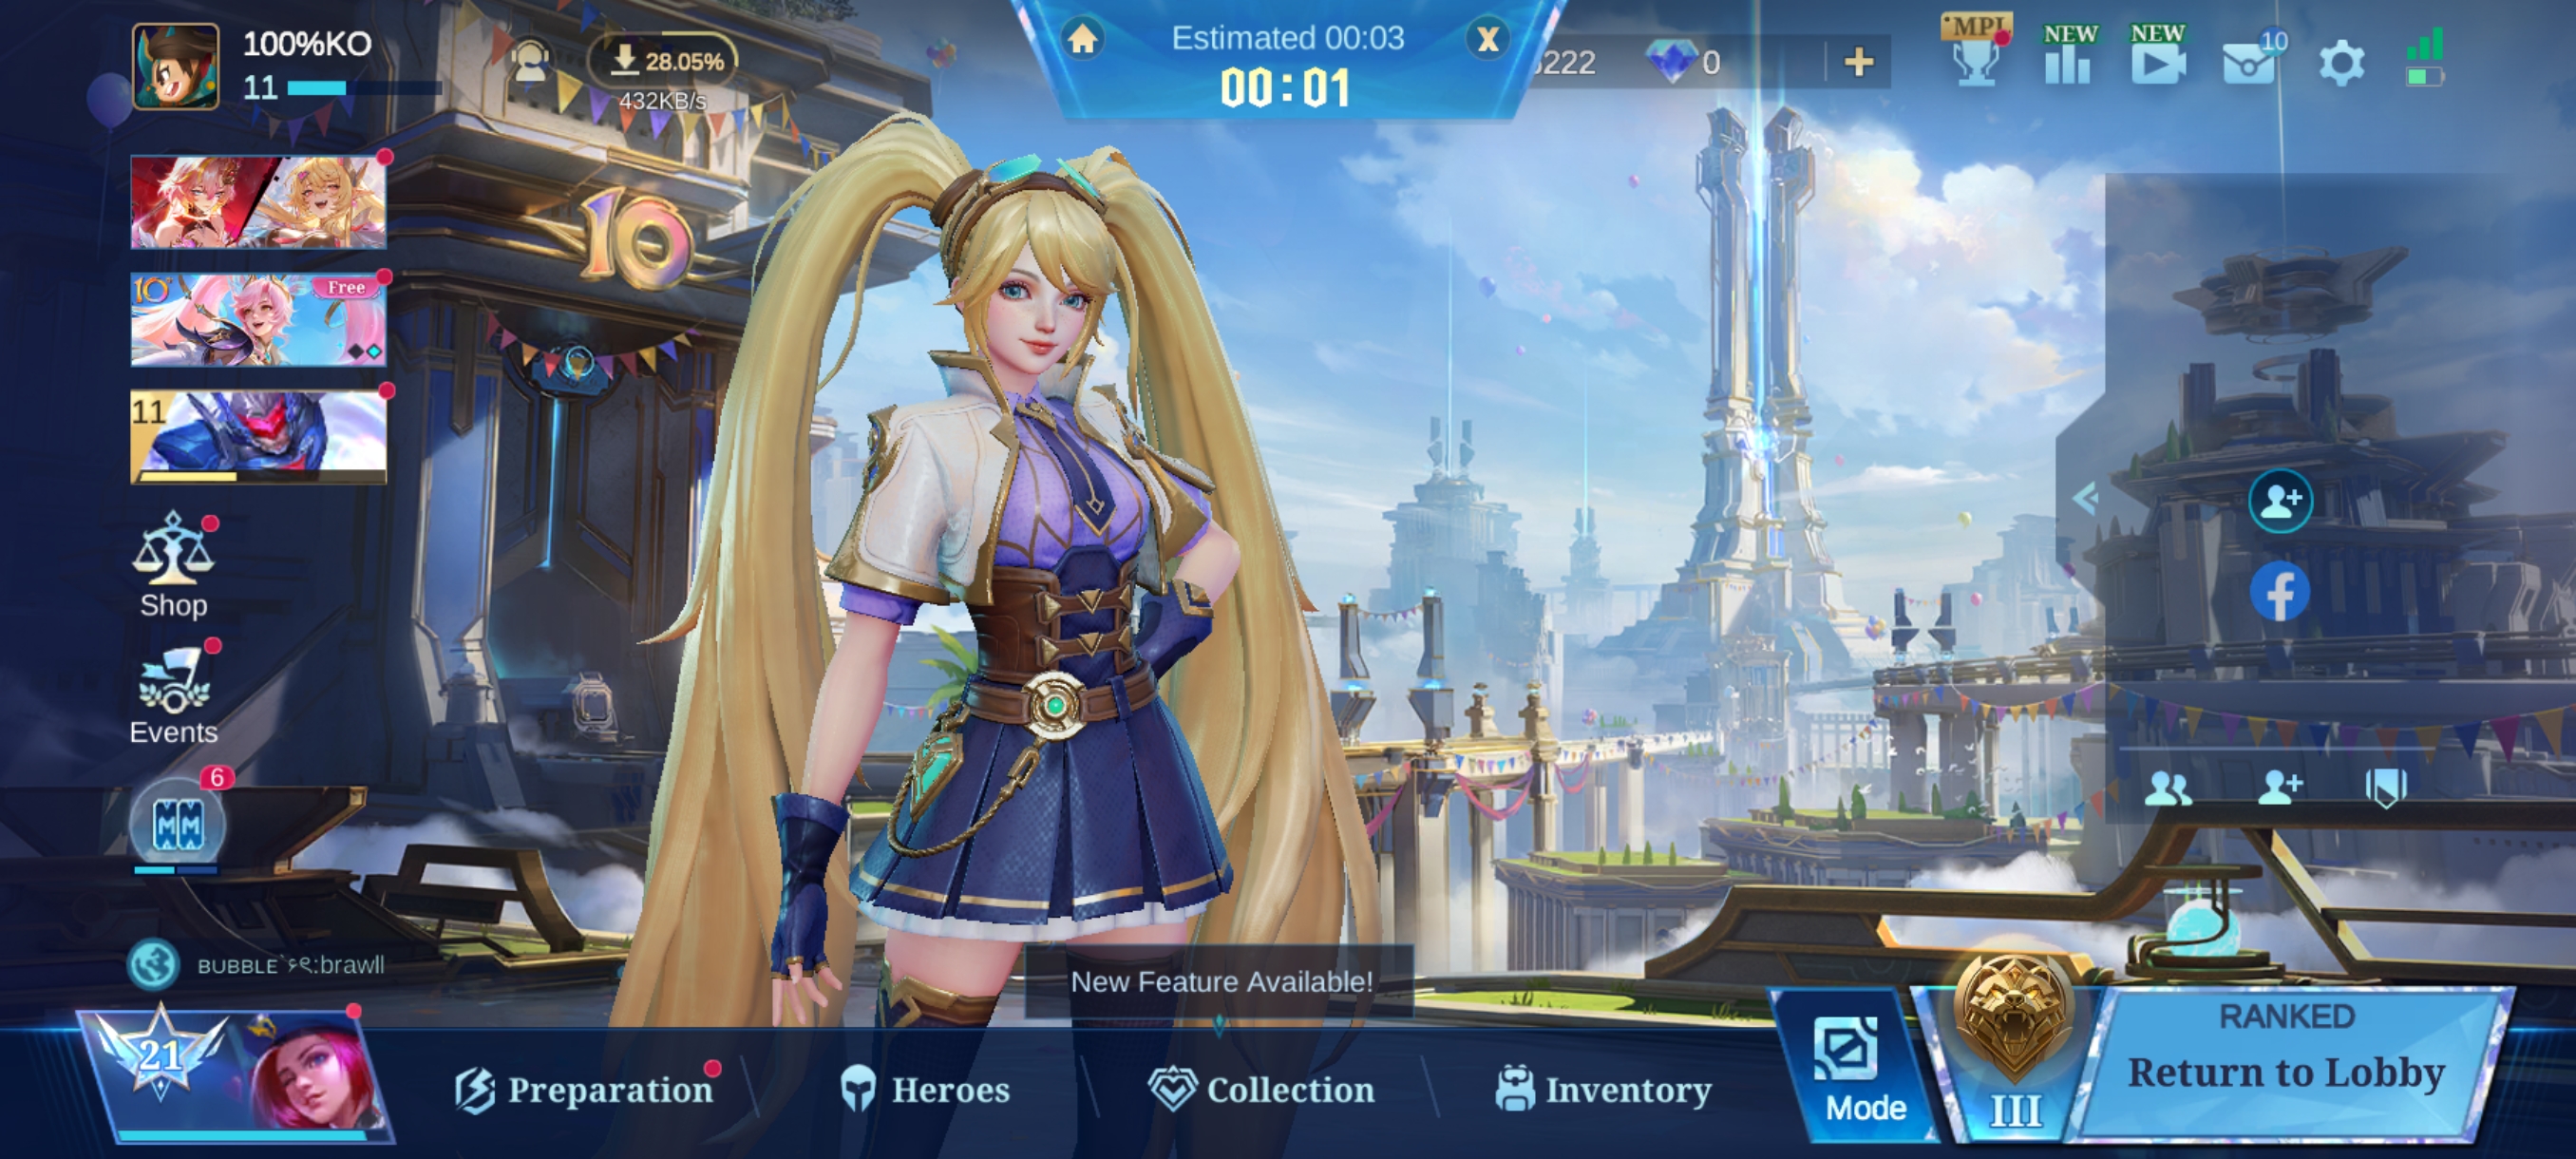 100%KO
11
28.05%
432KB/s
Estimated 00:03
X
00:01
222
0
MPL
NEW
NEW
10
10
10
Free
11
Shop
Events
6
MM
BUBBLE
:brawll
New Feature Available!
21
Preparation
Heroes
Collection
Inventory
Mode
III
RANKED
Return to Lobby